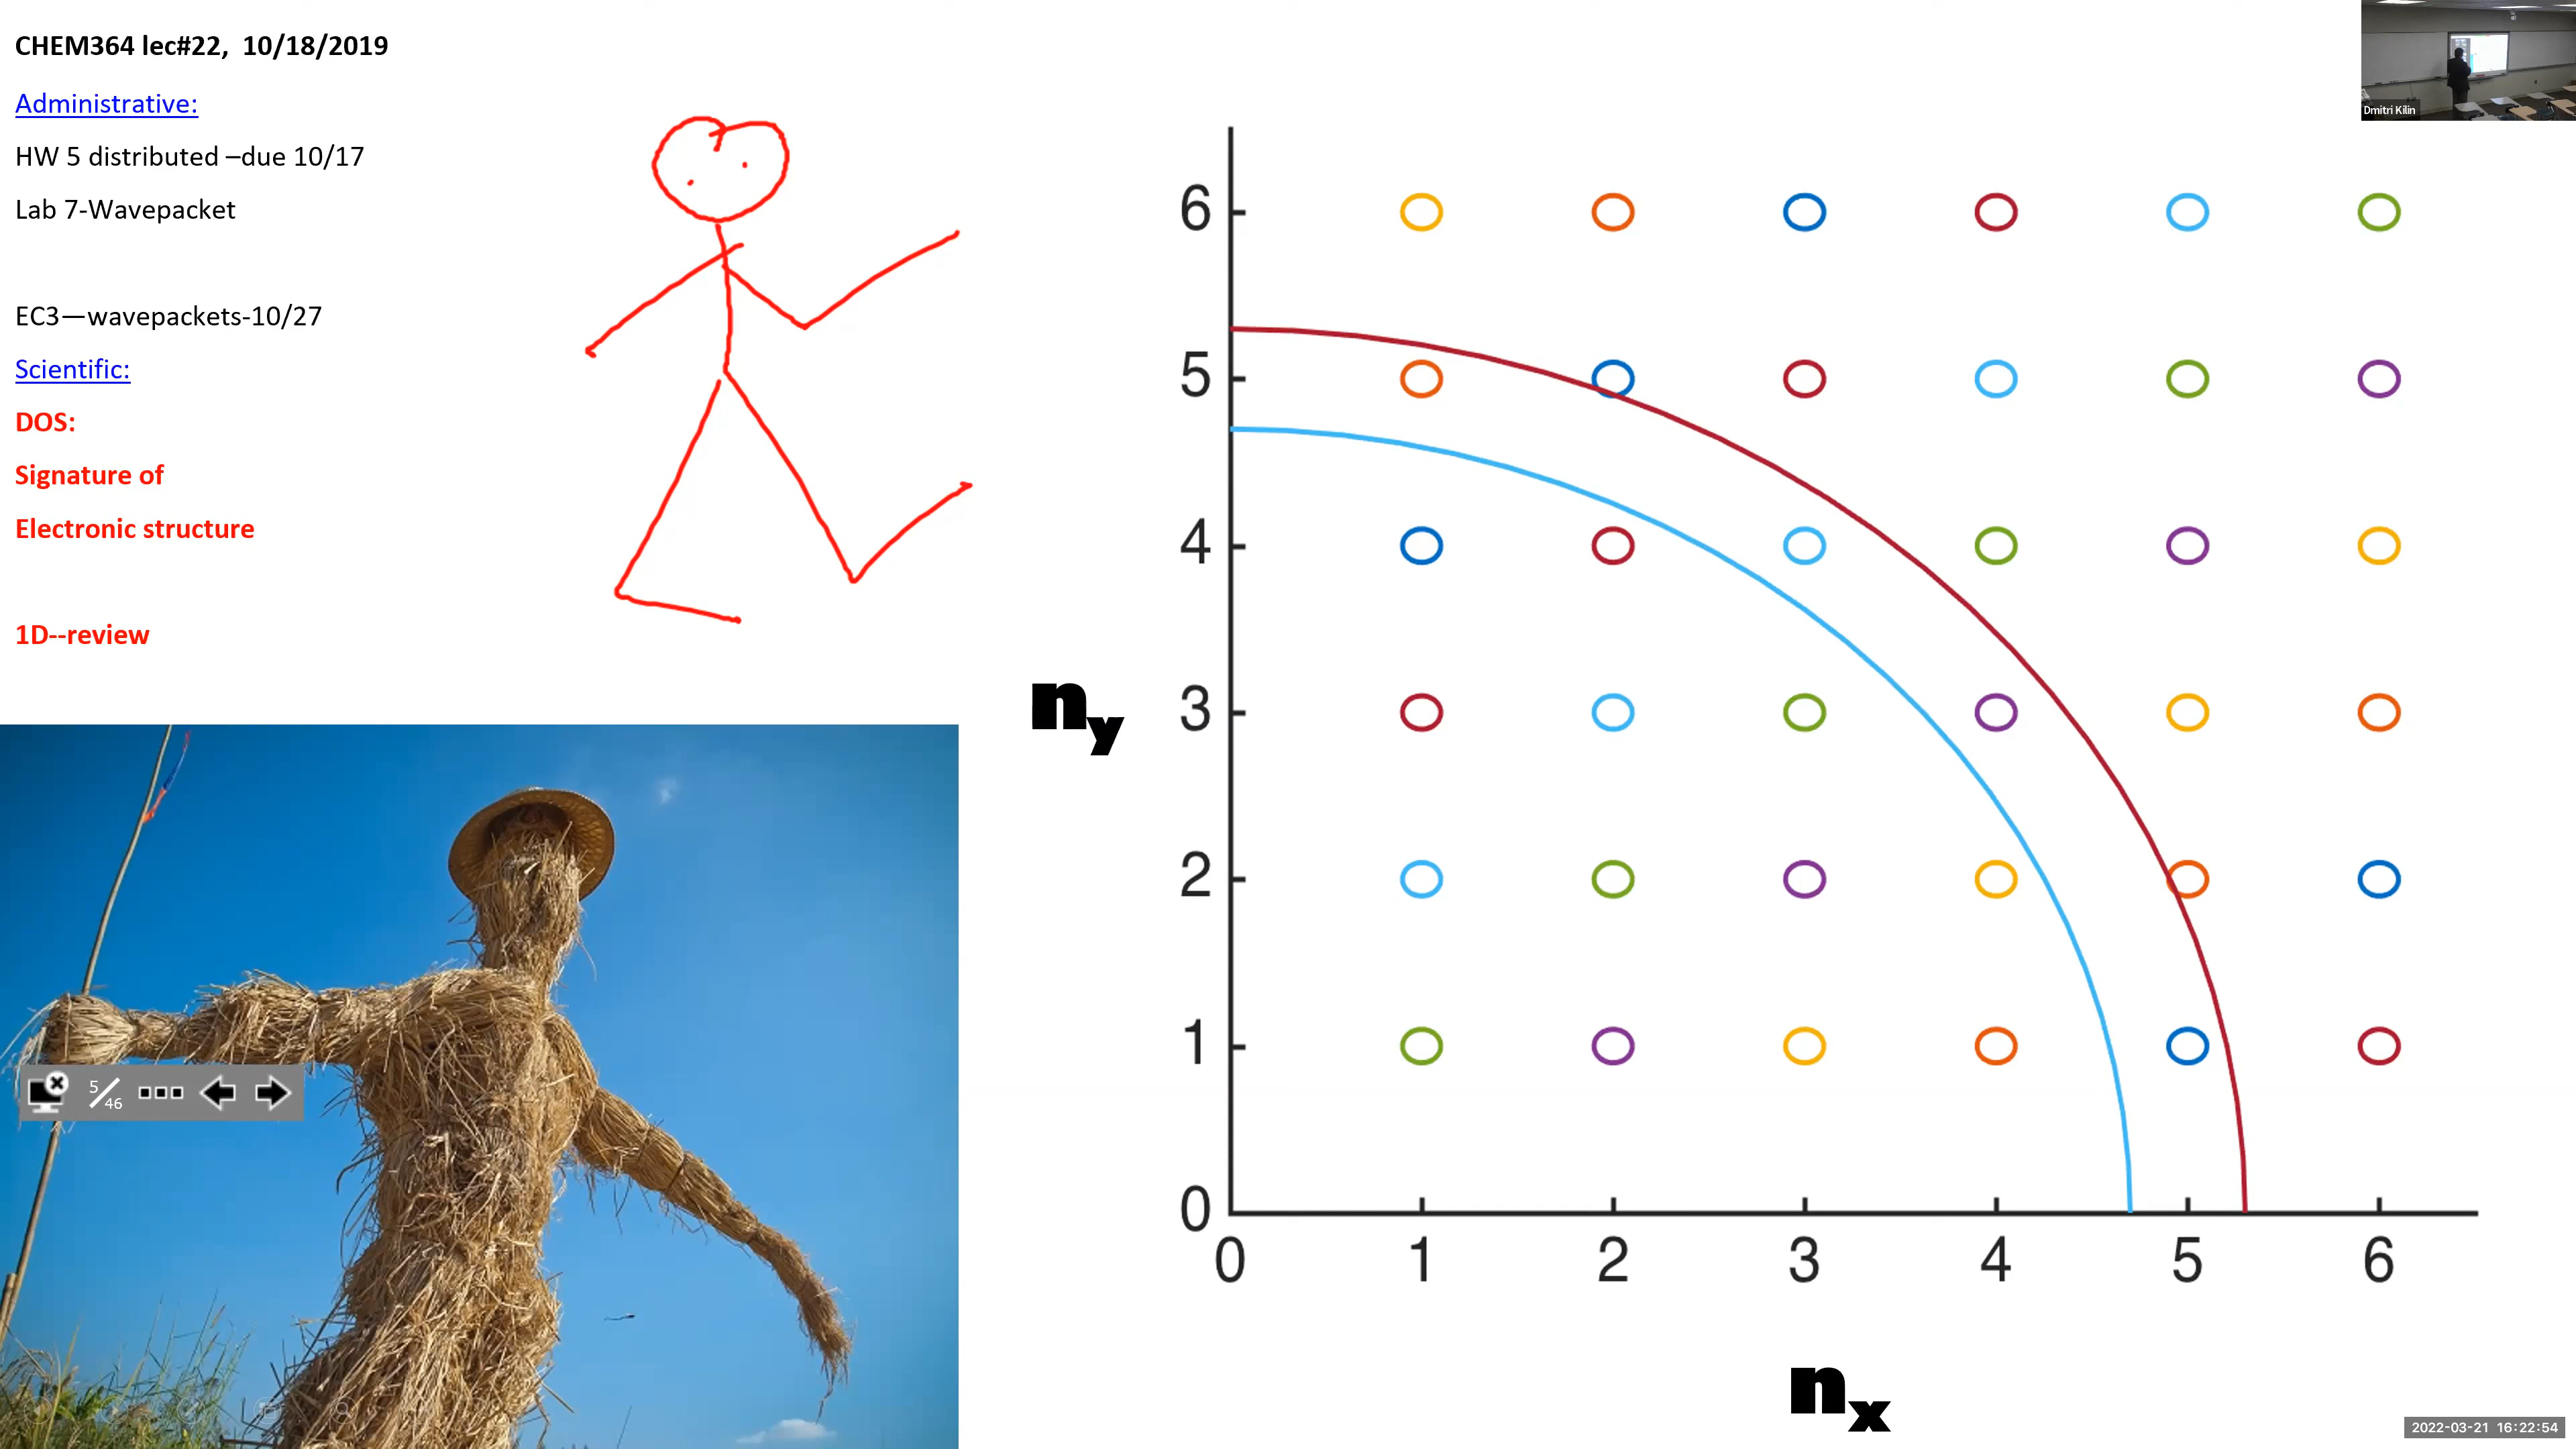 CHEM364 lec#22, 10/18/2019
Administrative:
HW 5 distributed –due 10/17
Lab 7-Wavepacket
EC3—wavepackets-10/27
Scientific:
DOS:
Signature of
Electronic structure
1D--review
5/46
Dmitri Kilin
6
5
4
3
2
1
0
ny
0 1 2 3 4 5 6
nx
2022-03-21 16:22:54